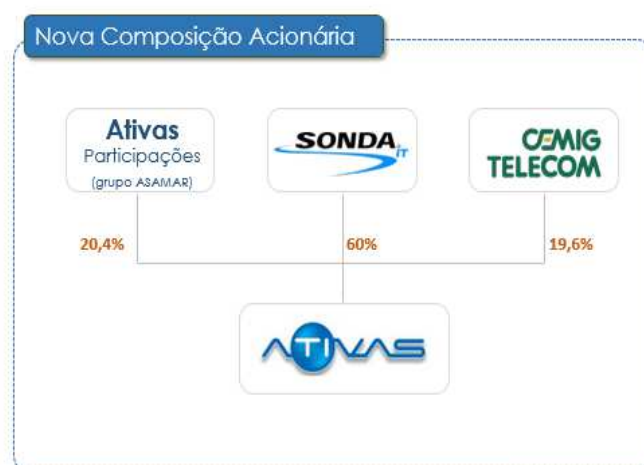 Nova Composição Acionária
Ativas
Participações
(grupo ASAMAR)
SONDA
IT
CEMIG
TELECOM
20,4%
60%
19,6%
ATIVAS